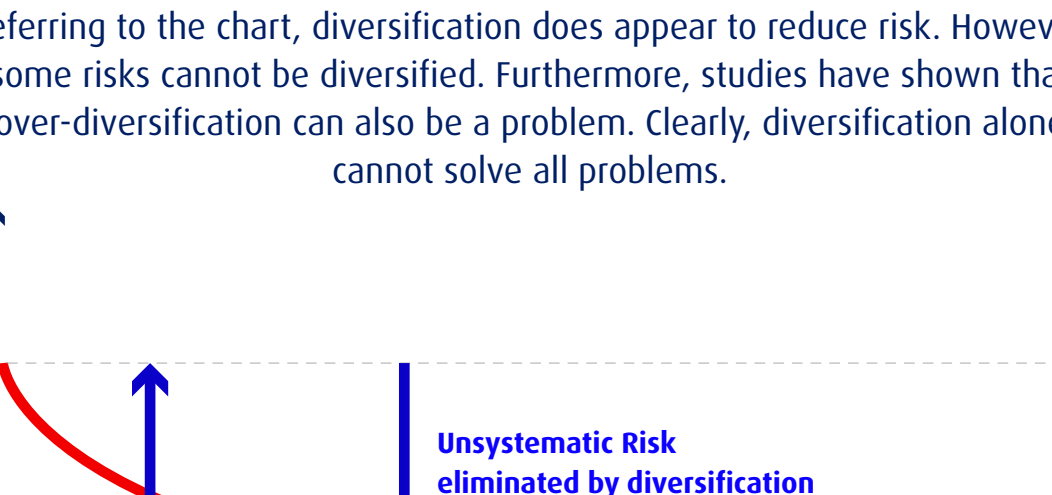 eferring to the chart, diversification does appear to reduce risk. Howev
some risks cannot be diversified. Furthermore, studies have shown tha
over-diversification can also be a problem. Clearly, diversification alone
cannot solve all problems.
Unsystematic Risk
eliminated by diversification